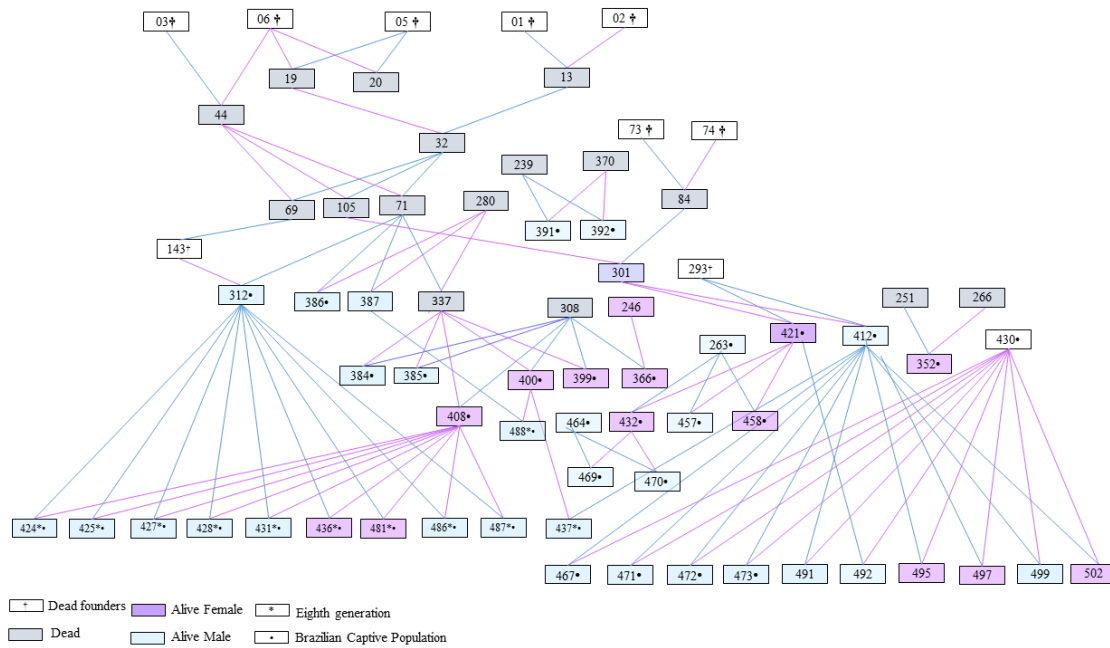 03✝ 06 ✝ 05 ✝ 01 ✝ 02 ✝
19 20 13
44
32 73 ✝ 74 ✝
239 370
69 105 71 280 84
391• 392•
143†
301 293†
312• 386• 387 337 308 246 251 266
421• 412• 430•
384• 385• 400• 399• 366• 263• 352•
408• 488*• 464• 432• 457• 458•
469• 470•
424*• 425*• 427*• 428*• 431*• 436*• 481*• 486*• 487*• 437*•
467• 471• 472• 473• 491 492 495 497 499 502
† Dead founders Alive Female * Eighth generation
Dead Alive Male • Brazilian Captive Population